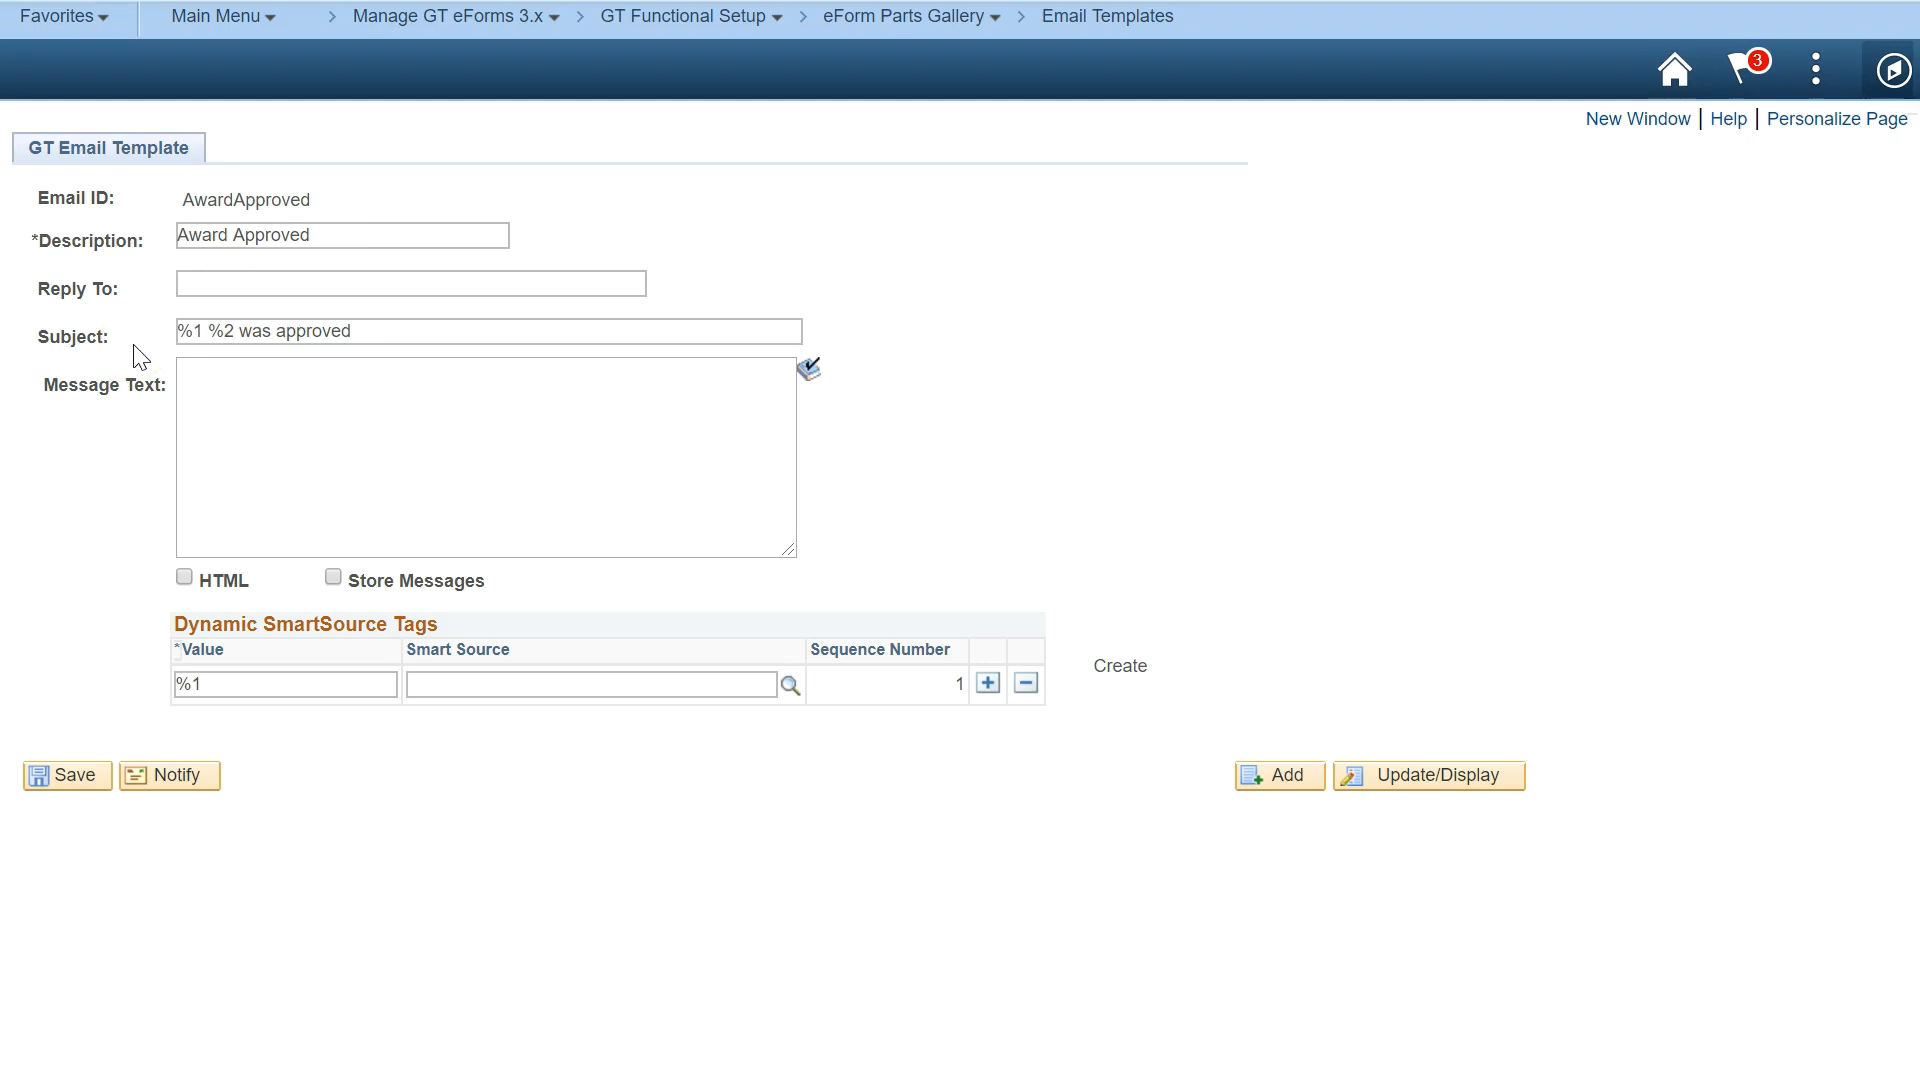 Favorites Main Menu > Manage GT eForms 3.x > GT Functional Setup > eForm Parts Gallery > Email Templates
3
New Window | Help | Personalize Page
GT Email Template
Email ID: AwardApproved
*Description: Award Approved
Reply To:
Subject: %1 %2 was approved
Message Text:
HTML Store Messages
Dynamic SmartSource Tags
*Value Smart Source Sequence Number
%1 1
Create
Save Notify Add Update/Display